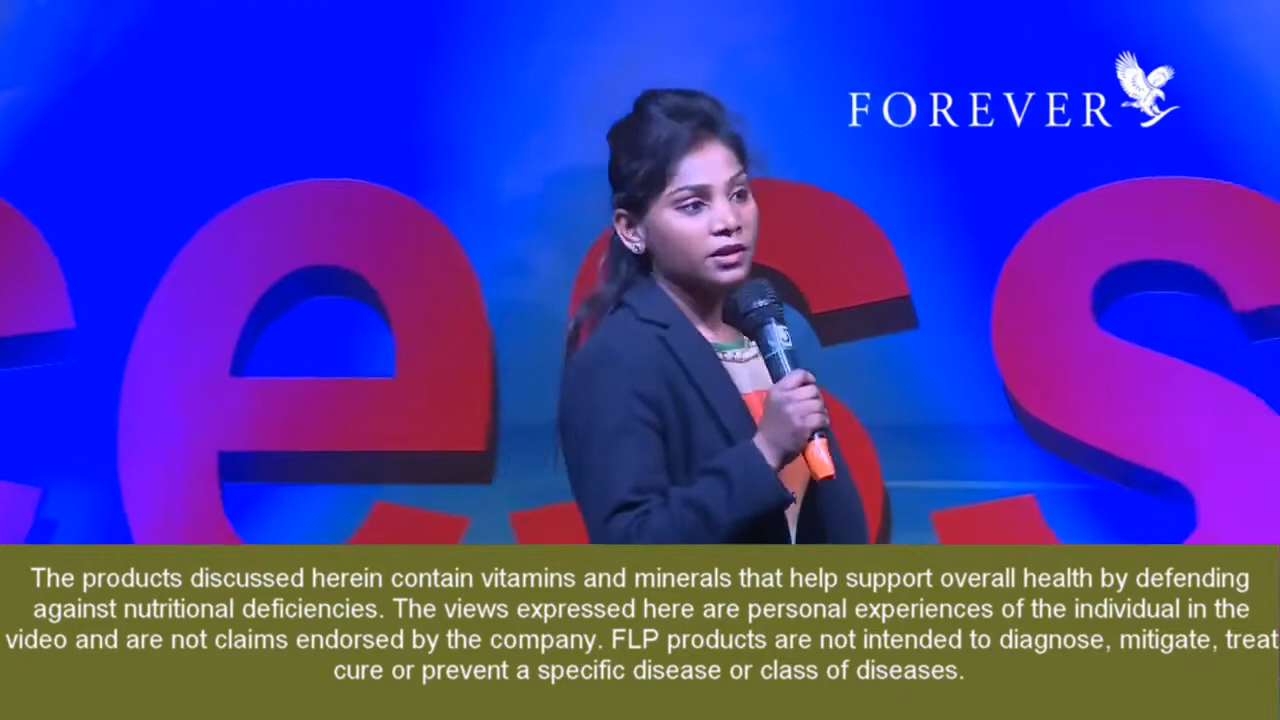 FOREVER
ess
The products discussed herein contain vitamins and minerals that help support overall health by defending
against nutritional deficiencies. The views expressed here are personal experiences of the individual in the
video and are not claims endorsed by the company. FLP products are not intended to diagnose, mitigate, treat
cure or prevent a specific disease or class of diseases.